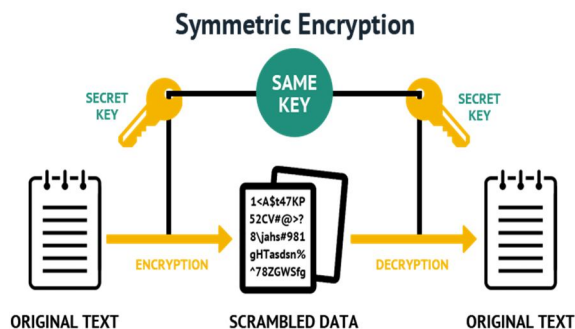 Symmetric Encryption
SECRET
KEY
SAME
KEY
SECRET
KEY
1<A$t47KP
52CV#@>?
8\jahs#981
gHTasdsn%
^78ZGWSfg
ENCRYPTION
DECRYPTION
ORIGINAL TEXT
SCRAMBLED DATA
ORIGINAL TEXT